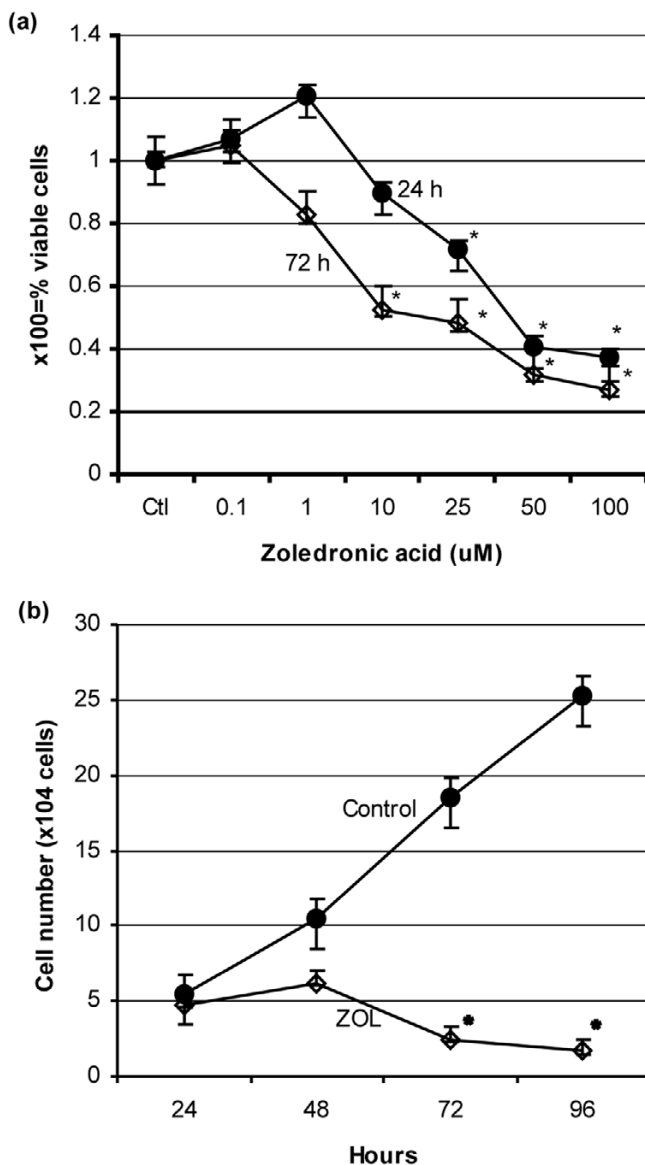 (a)
1.4
1.2
1
0.8
0.6
0.4
0.2
0
x100=% viable cells
24 h
72 h
*
*
*
*
*
*
*
Ctl 0.1 1 10 25 50 100
Zoledronic acid (uM)
(b)
30
25
20
15
10
5
0
Cell number (x104 cells)
Control
ZOL
*
*
24 48 72 96
Hours